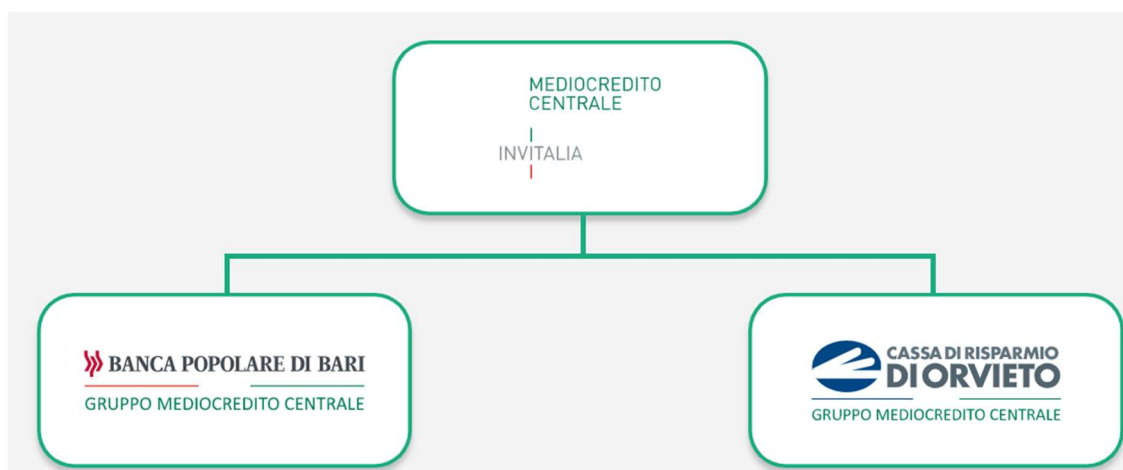 MEDIOCREDITO
CENTRALE
INVITALIA
BANCA POPOLARE DI BARI
GRUPPO MEDIOCREDITO CENTRALE
CASSA DI RISPARMIO
DI ORVIETO
GRUPPO MEDIOCREDITO CENTRALE